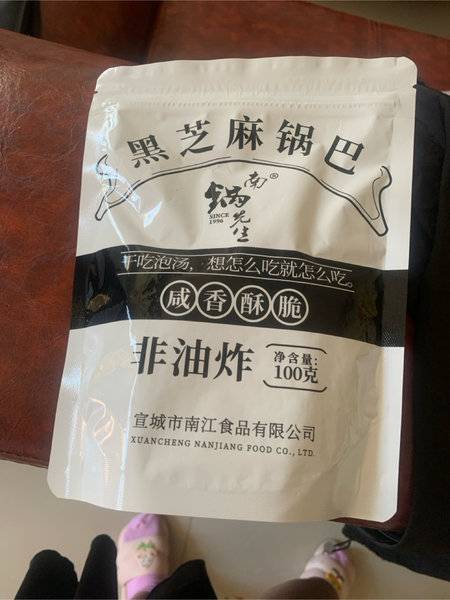 黑芝麻锅巴
南®
锅先生
SINCE
1996
干吃泡汤，想怎么吃就怎么吃。
咸香酥脆
非油炸
净含量：
100克
宣城市南江食品有限公司
XUANCHENG NANJIANG FOOD CO., LTD.